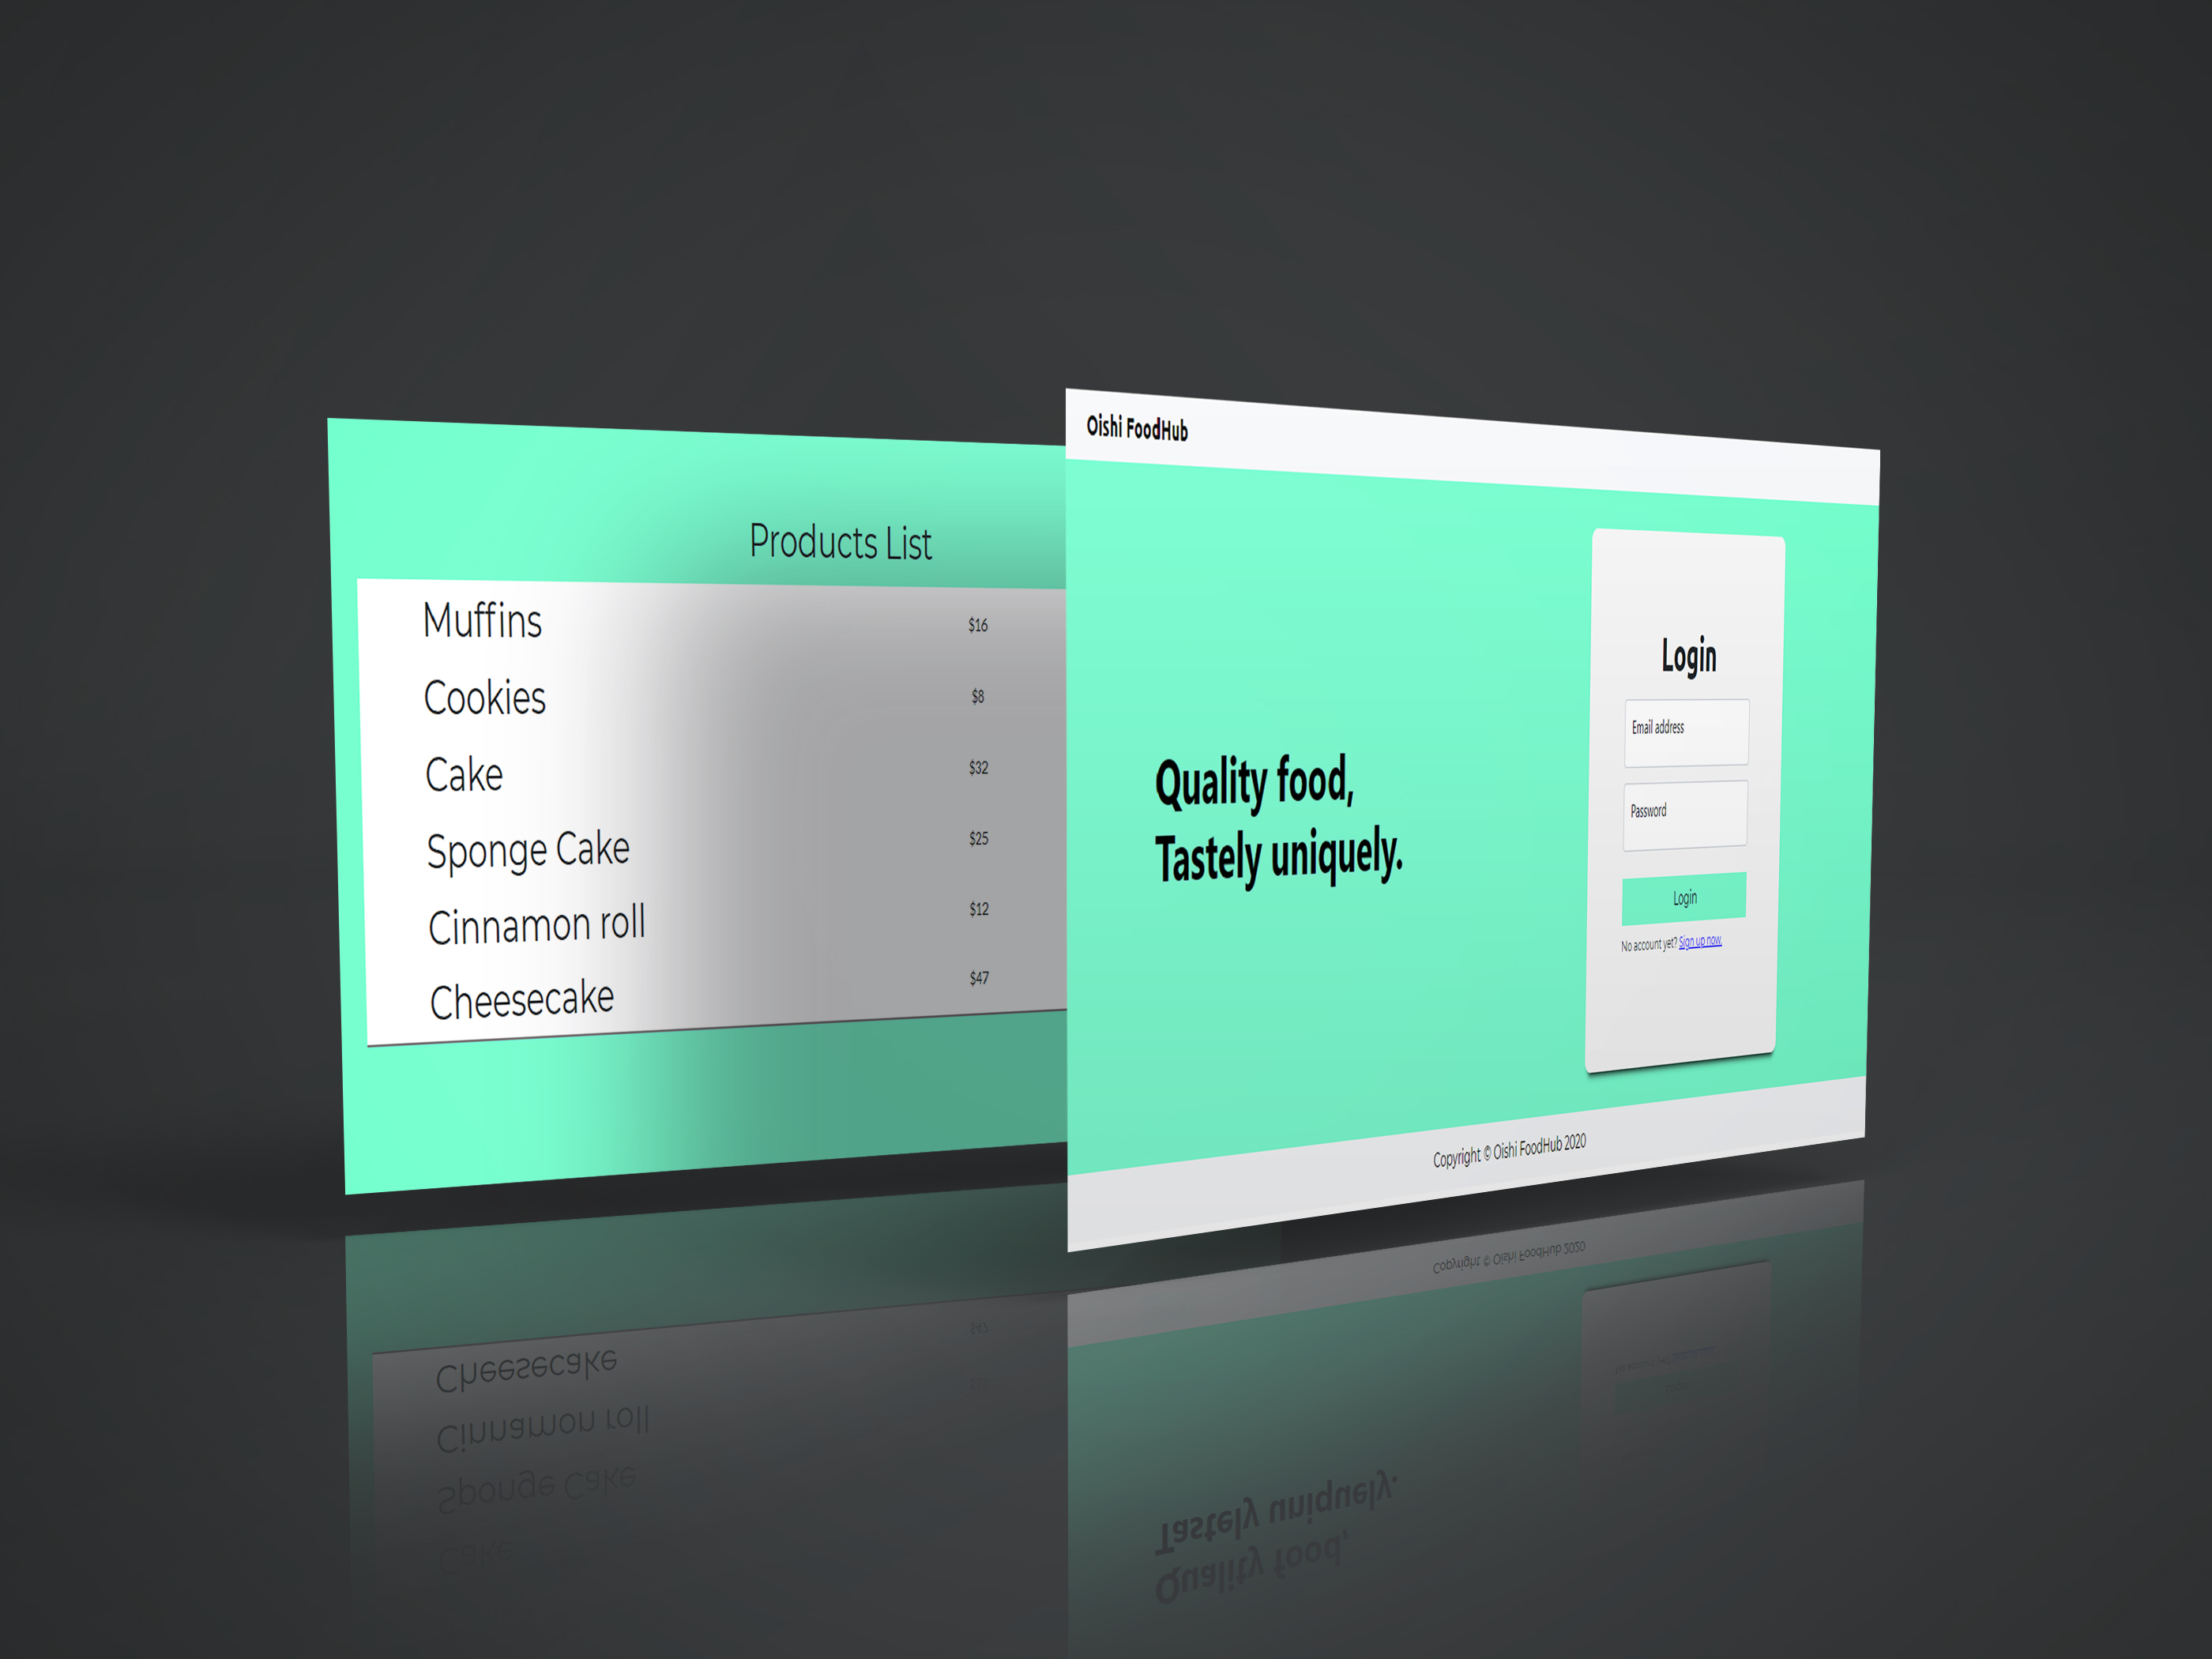 Products List
Muffins $16
Cookies $8
Cake $32
Sponge Cake $25
Cinnamon roll $12
Cheesecake $47
Oishi FoodHub
Quality food,
Tastely uniquely.
Login
Email address
Password
Login
No account yet? Sign up now.
Copyright © Oishi FoodHub 2020